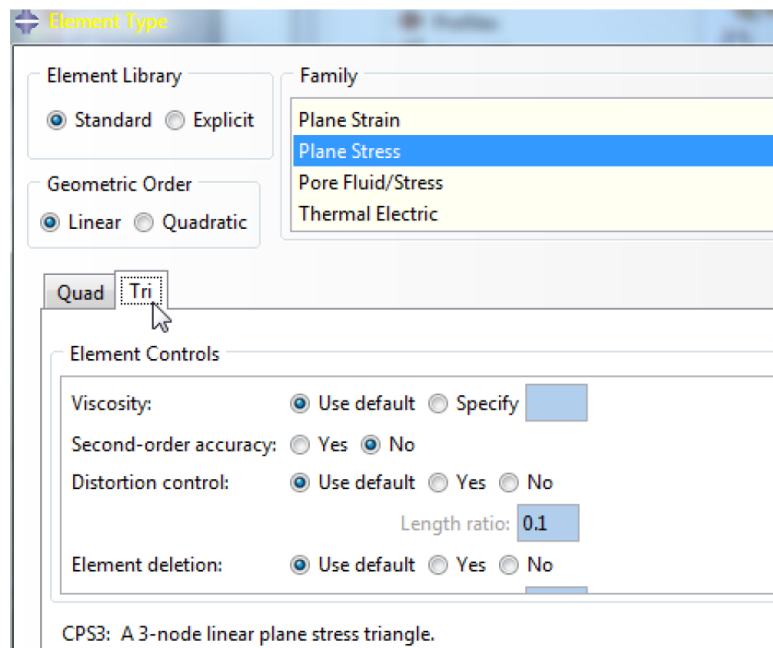 Element Type
Element Library
Standard Explicit
Geometric Order
Linear Quadratic
Family
Plane Strain
Plane Stress
Pore Fluid/Stress
Thermal Electric
Quad Tri
Element Controls
Viscosity: Use default Specify
Second-order accuracy: Yes No
Distortion control: Use default Yes No
Length ratio: 0.1
Element deletion: Use default Yes No
CPS3: A 3-node linear plane stress triangle.